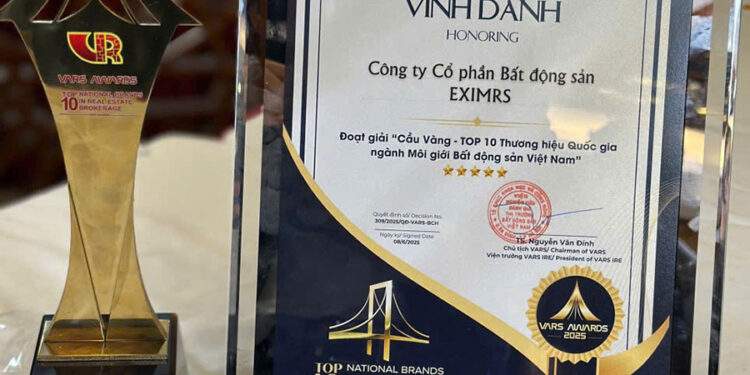 VINH DANH
HONORING
Công ty Cổ phần Bất động sản
EXIMRS
Đoạt giải "Cầu Vàng - TOP 10 Thương hiệu Quốc gia
ngành Môi giới Bất động sản Việt Nam"
Quyết định số/ Decision No.
309/2025/QĐ-VARS-BCH
Ngày ký/ Signed Date
08/6/2025
TS. Nguyễn Văn Đính
Chủ tịch VARS/ Chairman of VARS
Viện trưởng VARS IRE/ President of VARS IRE
VARS AWARDS
2025
TOP
NATIONAL BRANDS
VARS AWARDS
TOP 10 NATIONAL BRANDS
IN REAL ESTATE
BROKERAGE